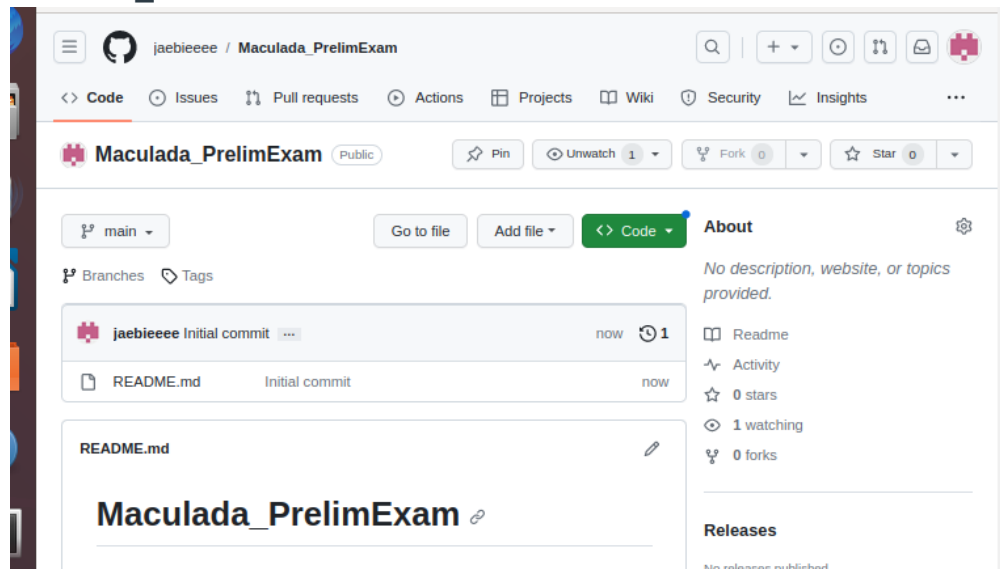 jaebieeee / Maculada_PrelimExam
Code Issues Pull requests Actions Projects Wiki Security Insights ...
Maculada_PrelimExam Public Pin Unwatch 1 Fork 0 Star 0
main Go to file Add file Code
Branches Tags
jaebieeee Initial commit ... now 1
README.md Initial commit now
README.md
Maculada_PrelimExam
About
No description, website, or topics
provided.
Readme
Activity
0 stars
1 watching
0 forks
Releases
No releases published